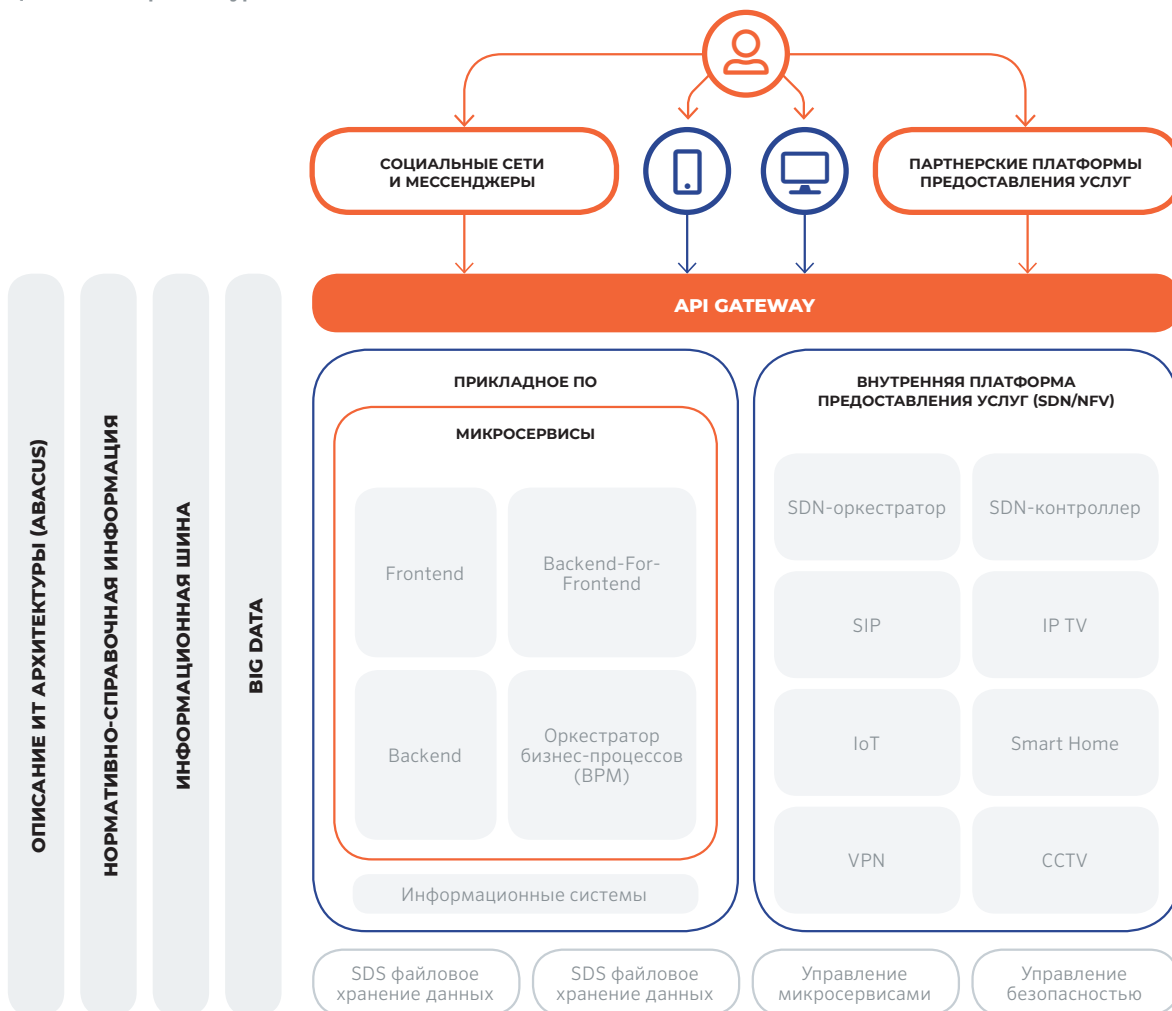 СОЦИАЛЬНЫЕ СЕТИ
И МЕССЕНДЖЕРЫ
ПАРТНЕРСКИЕ ПЛАТФОРМЫ
ПРЕДОСТАВЛЕНИЯ УСЛУГ
API GATEWAY
ОПИСАНИЕ ИТ АРХИТЕКТУРЫ (ABACUS)
НОРМАТИВНО-СПРАВОЧНАЯ ИНФОРМАЦИЯ
ИНФОРМАЦИОННАЯ ШИНА
BIG DATA
ПРИКЛАДНОЕ ПО
МИКРОСЕРВИСЫ
Frontend
Backend-For-
Frontend
Backend
Оркестратор
бизнес-процессов
(BPM)
Информационные системы
ВНУТРЕННЯЯ ПЛАТФОРМА
ПРЕДОСТАВЛЕНИЯ УСЛУГ (SDN/NFV)
SDN-оркестратор
SDN-контроллер
SIP
IP TV
IoT
Smart Home
VPN
CCTV
SDS файловое
хранение данных
SDS файловое
хранение данных
Управление
микросервисами
Управление
безопасностью